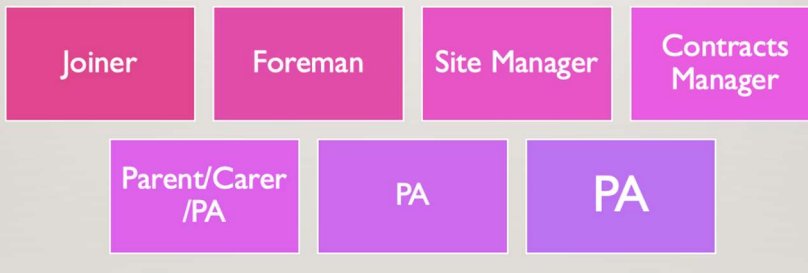 Joiner
Foreman
Site Manager
Contracts
Manager
Parent/Carer
/PA
PA
PA